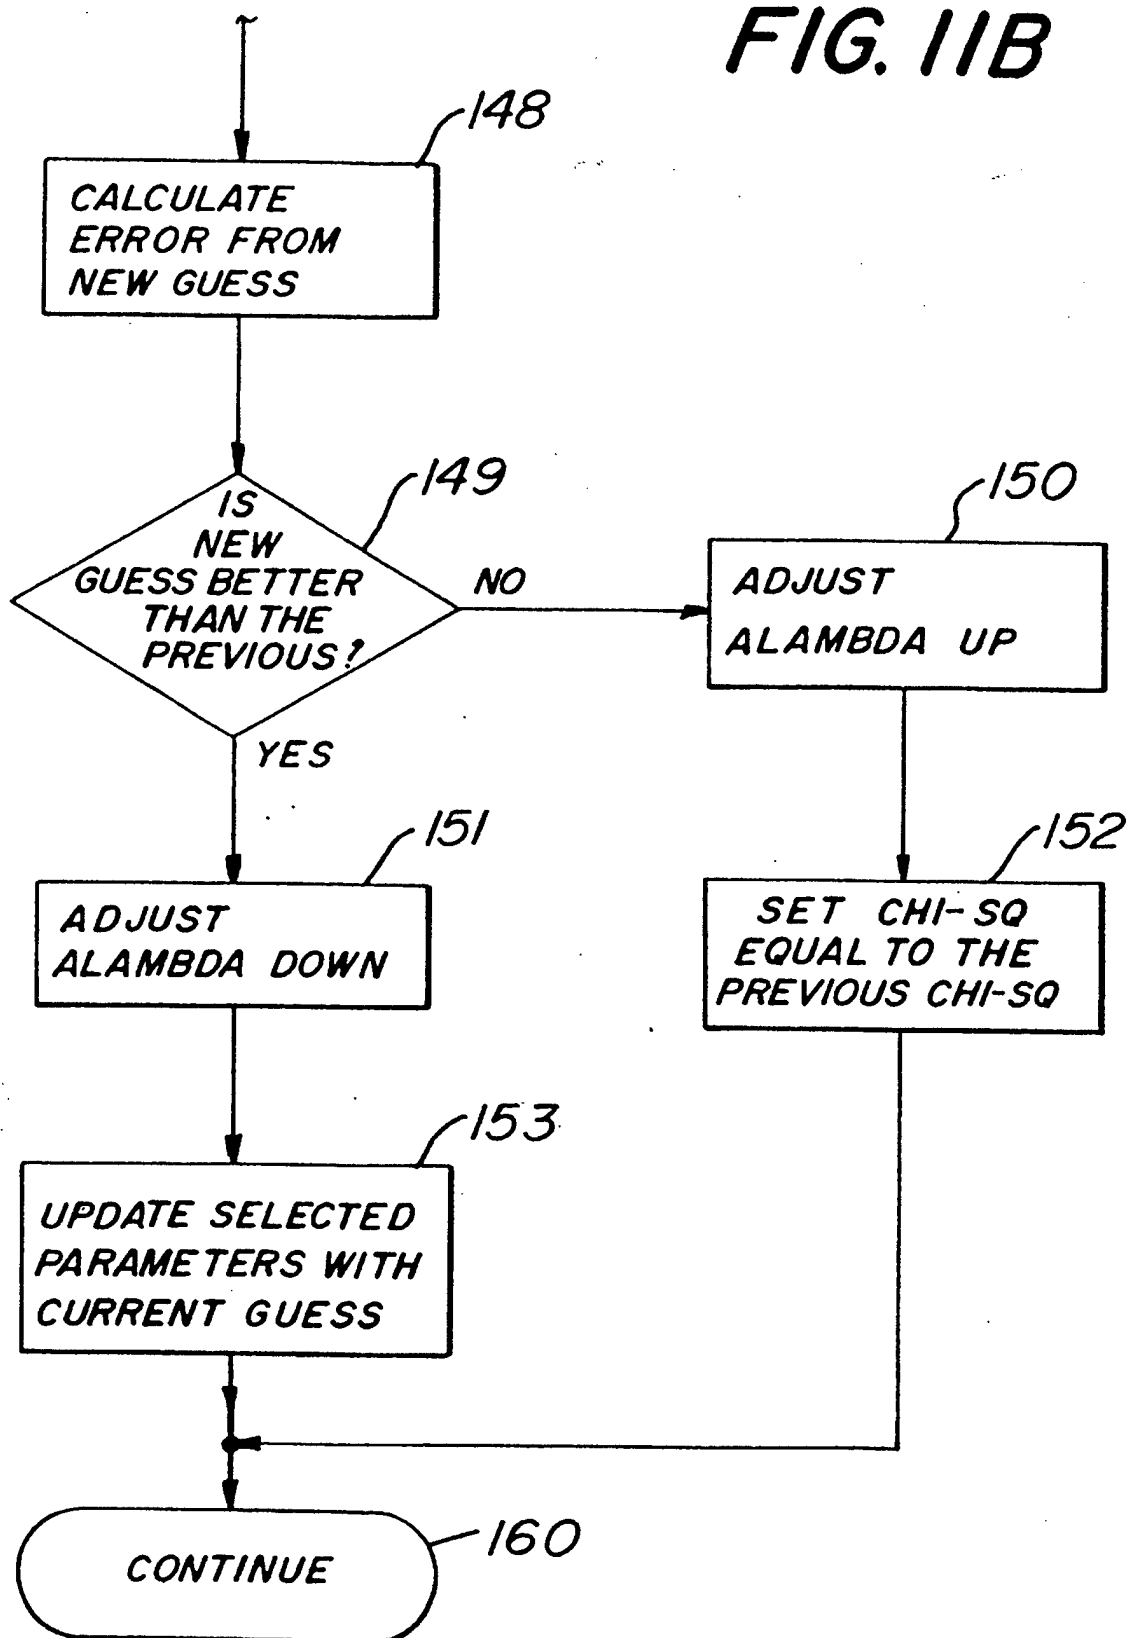 FIG. 11B
148
CALCULATE
ERROR FROM
NEW GUESS
149
IS
NEW
GUESS BETTER
THAN THE
PREVIOUS?
NO
150
ADJUST
ALAMBDA UP
YES
151
ADJUST
ALAMBDA DOWN
152
SET CHI-SQ
EQUAL TO THE
PREVIOUS CHI-SQ
153
UPDATE SELECTED
PARAMETERS WITH
CURRENT GUESS
160
CONTINUE